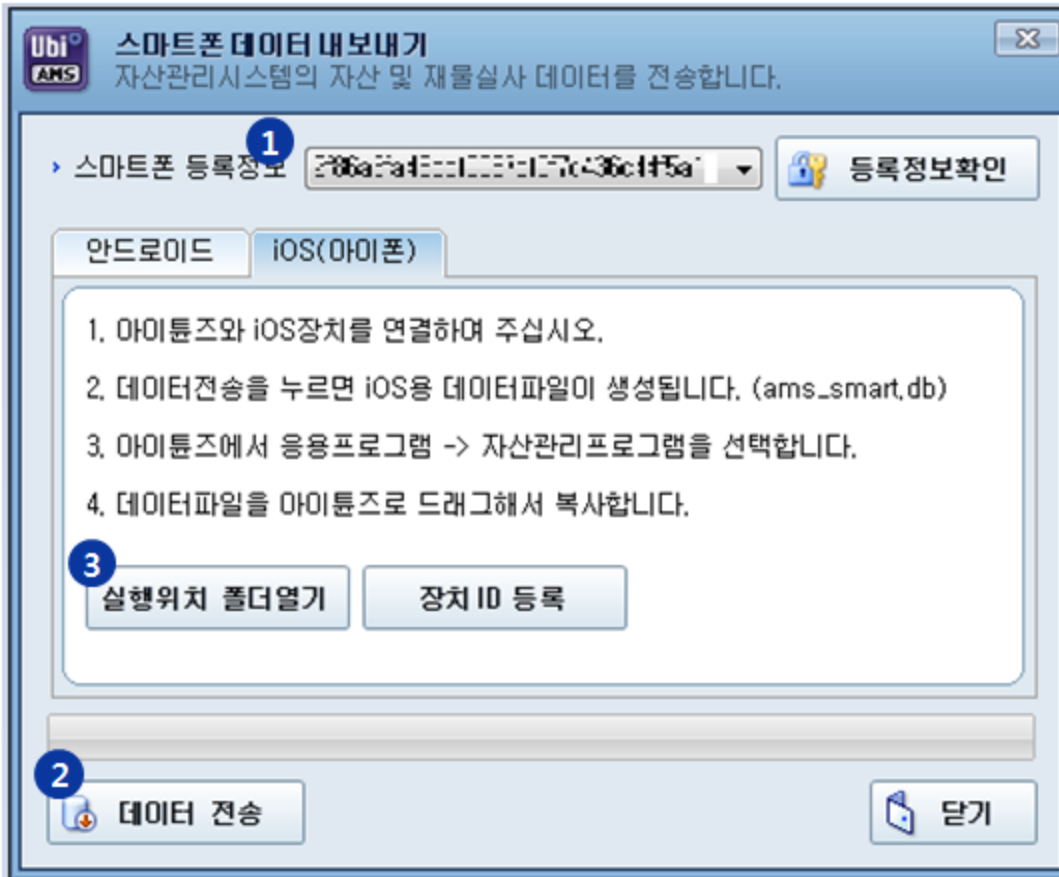 Ubi
AMS
스마트폰 데이터 내보내기
자산관리시스템의 자산 및 재물실사 데이터를 전송합니다.
1
› 스마트폰 등록정보
등록정보확인
안드로이드
iOS(아이폰)
1. 아이튠즈와 iOS장치를 연결하여 주십시오.
2. 데이터전송을 누르면 iOS용 데이터파일이 생성됩니다. (ams_smart.db)
3. 아이튠즈에서 응용프로그램 -> 자산관리프로그램을 선택합니다.
4. 데이터파일을 아이튠즈로 드래그해서 복사합니다.
3
실행위치 폴더열기
장치 ID 등록
2
데이터 전송
닫기